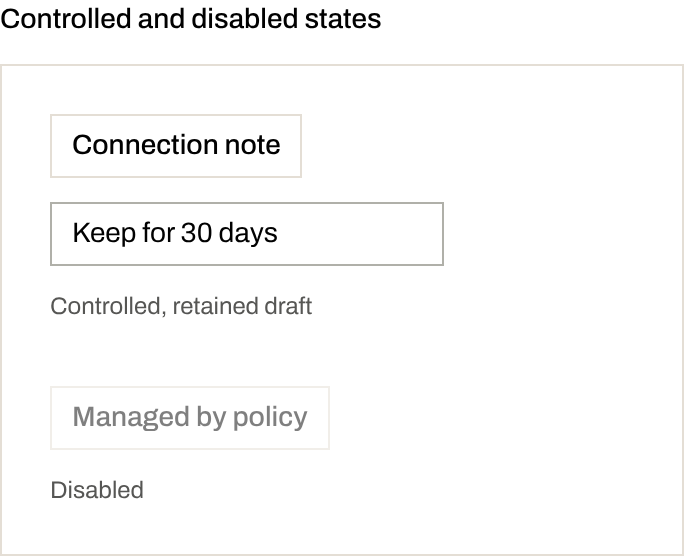 Controlled and disabled states
Connection note
Keep for 30 days
Controlled, retained draft
Managed by policy
Disabled